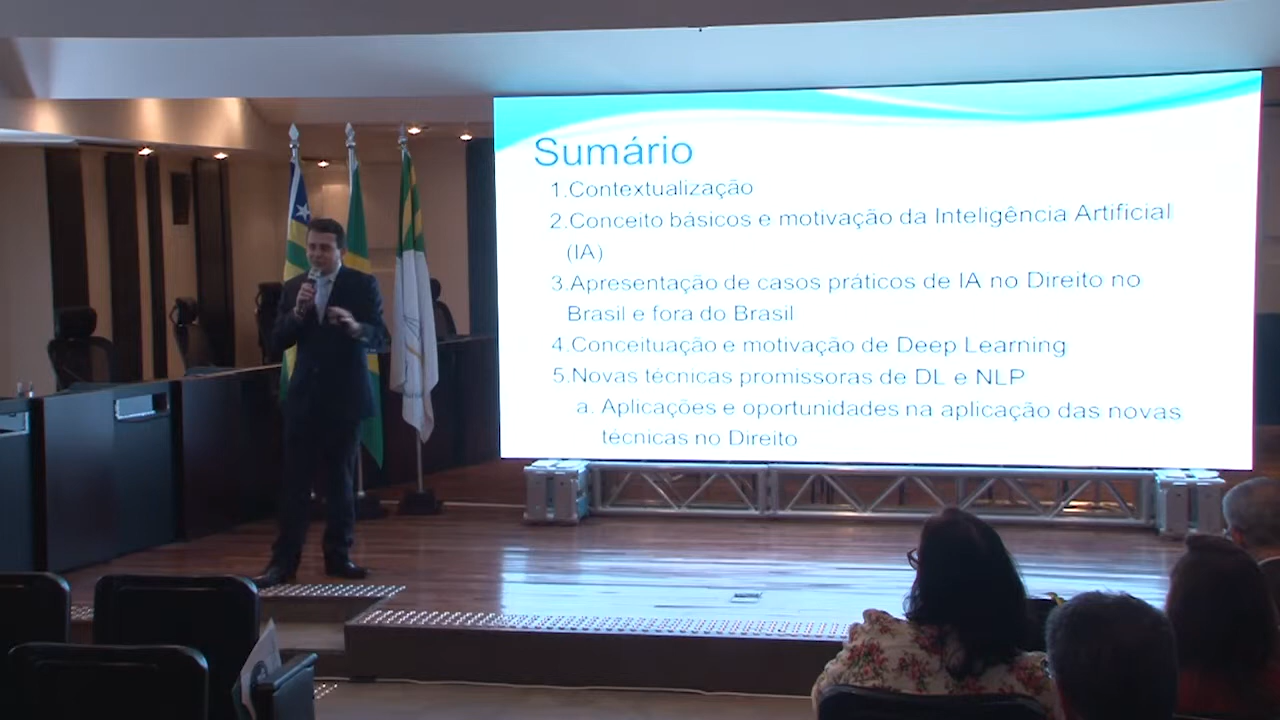 Sumário
1.Contextualização
2.Conceito básicos e motivação da Inteligência Artificial
(IA)
3.Apresentação de casos práticos de IA no Direito no
Brasil e fora do Brasil
4.Conceituação e motivação de Deep Learning
5.Novas técnicas promissoras de DL e NLP
a. Aplicações e oportunidades na aplicação das novas
técnicas no Direito